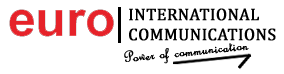 euro INTERNATIONAL
COMMUNICATIONS
Power of communication